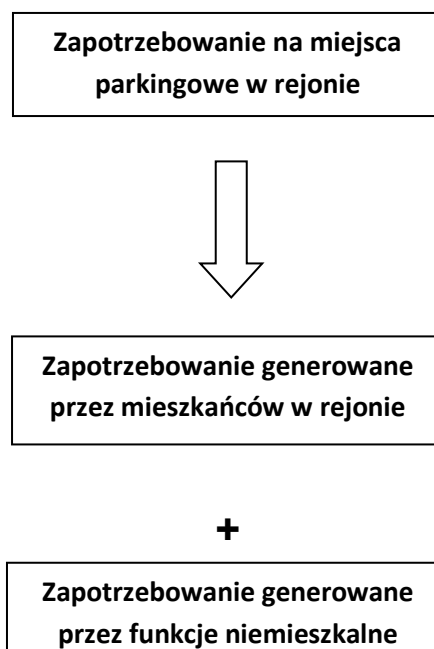 Zapotrzebowanie na miejsca
parkingowe w rejonie
Zapotrzebowanie generowane
przez mieszkańców w rejonie
+
Zapotrzebowanie generowane
przez funkcje niemieszkalne